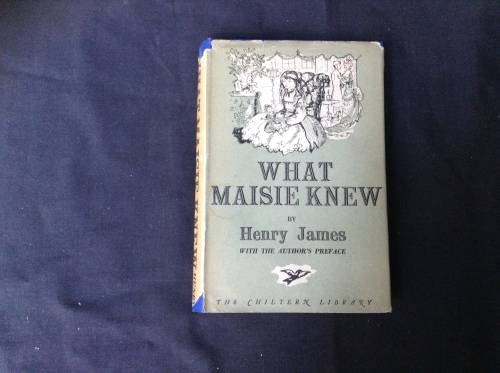 WHAT
MAISIE KNEW
BY
Henry James
WITH THE AUTHOR'S PREFACE
THE CHILTERN LIBRARY